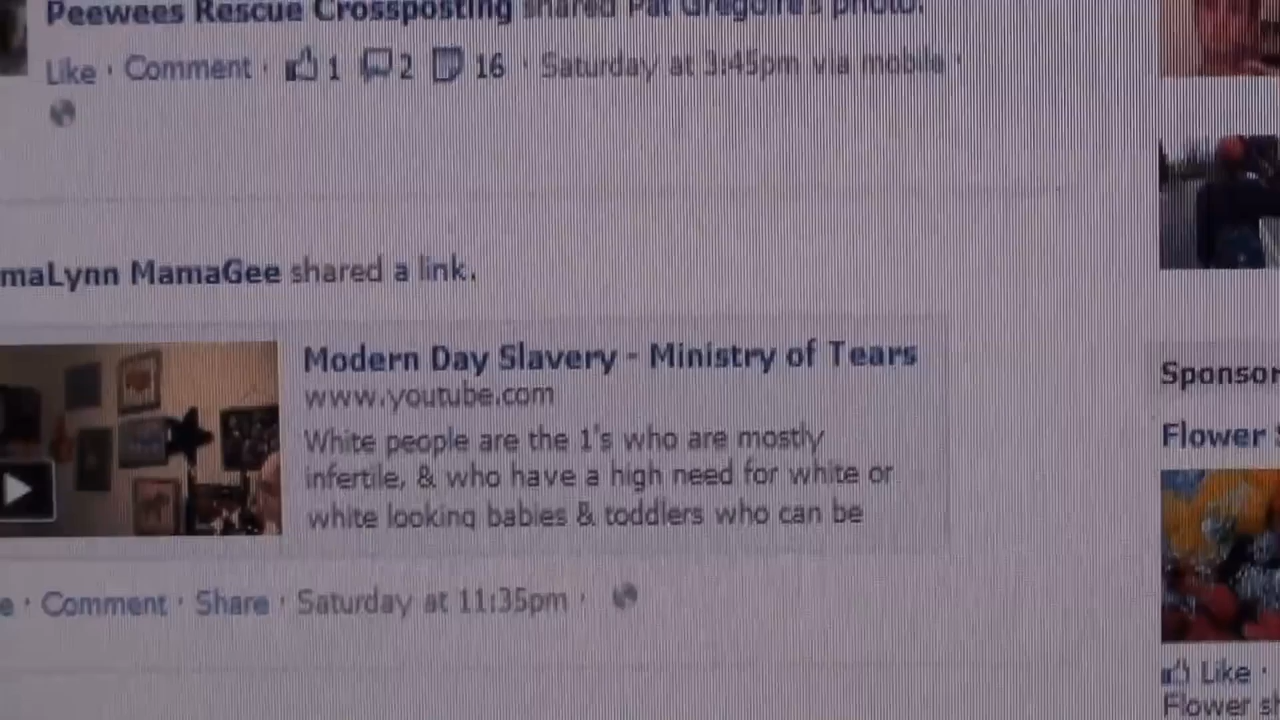 Peewees Rescue Crossposting shared Pat Gregoire's photo.
Like · Comment · 1 2 16 · Saturday at 3:45pm via mobile ·
maLynn MamaGee shared a link.
Modern Day Slavery - Ministry of Tears
www.youtube.com
White people are the 1's who are mostly
infertile, & who have a high need for white or
white looking babies & toddlers who can be
e · Comment · Share · Saturday at 11:35pm ·
Sponsor
Flower
Like ·
Flower sh